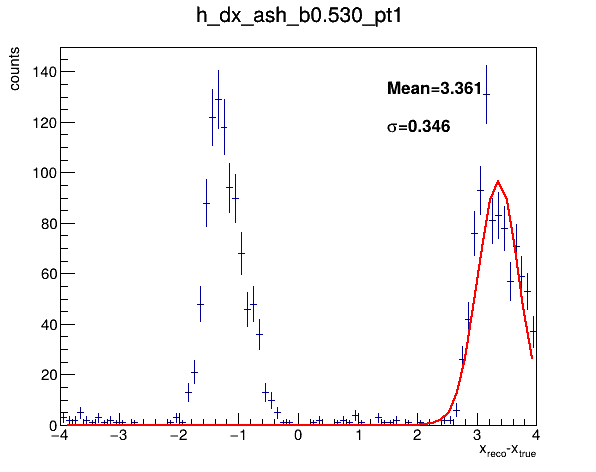 h_dx_ash_b0.530_pt1
counts
140
120
100
80
60
40
20
0
Mean=3.361
σ=0.346
−4 −3 −2 −1 0 1 2 3 4
x_reco-x_true